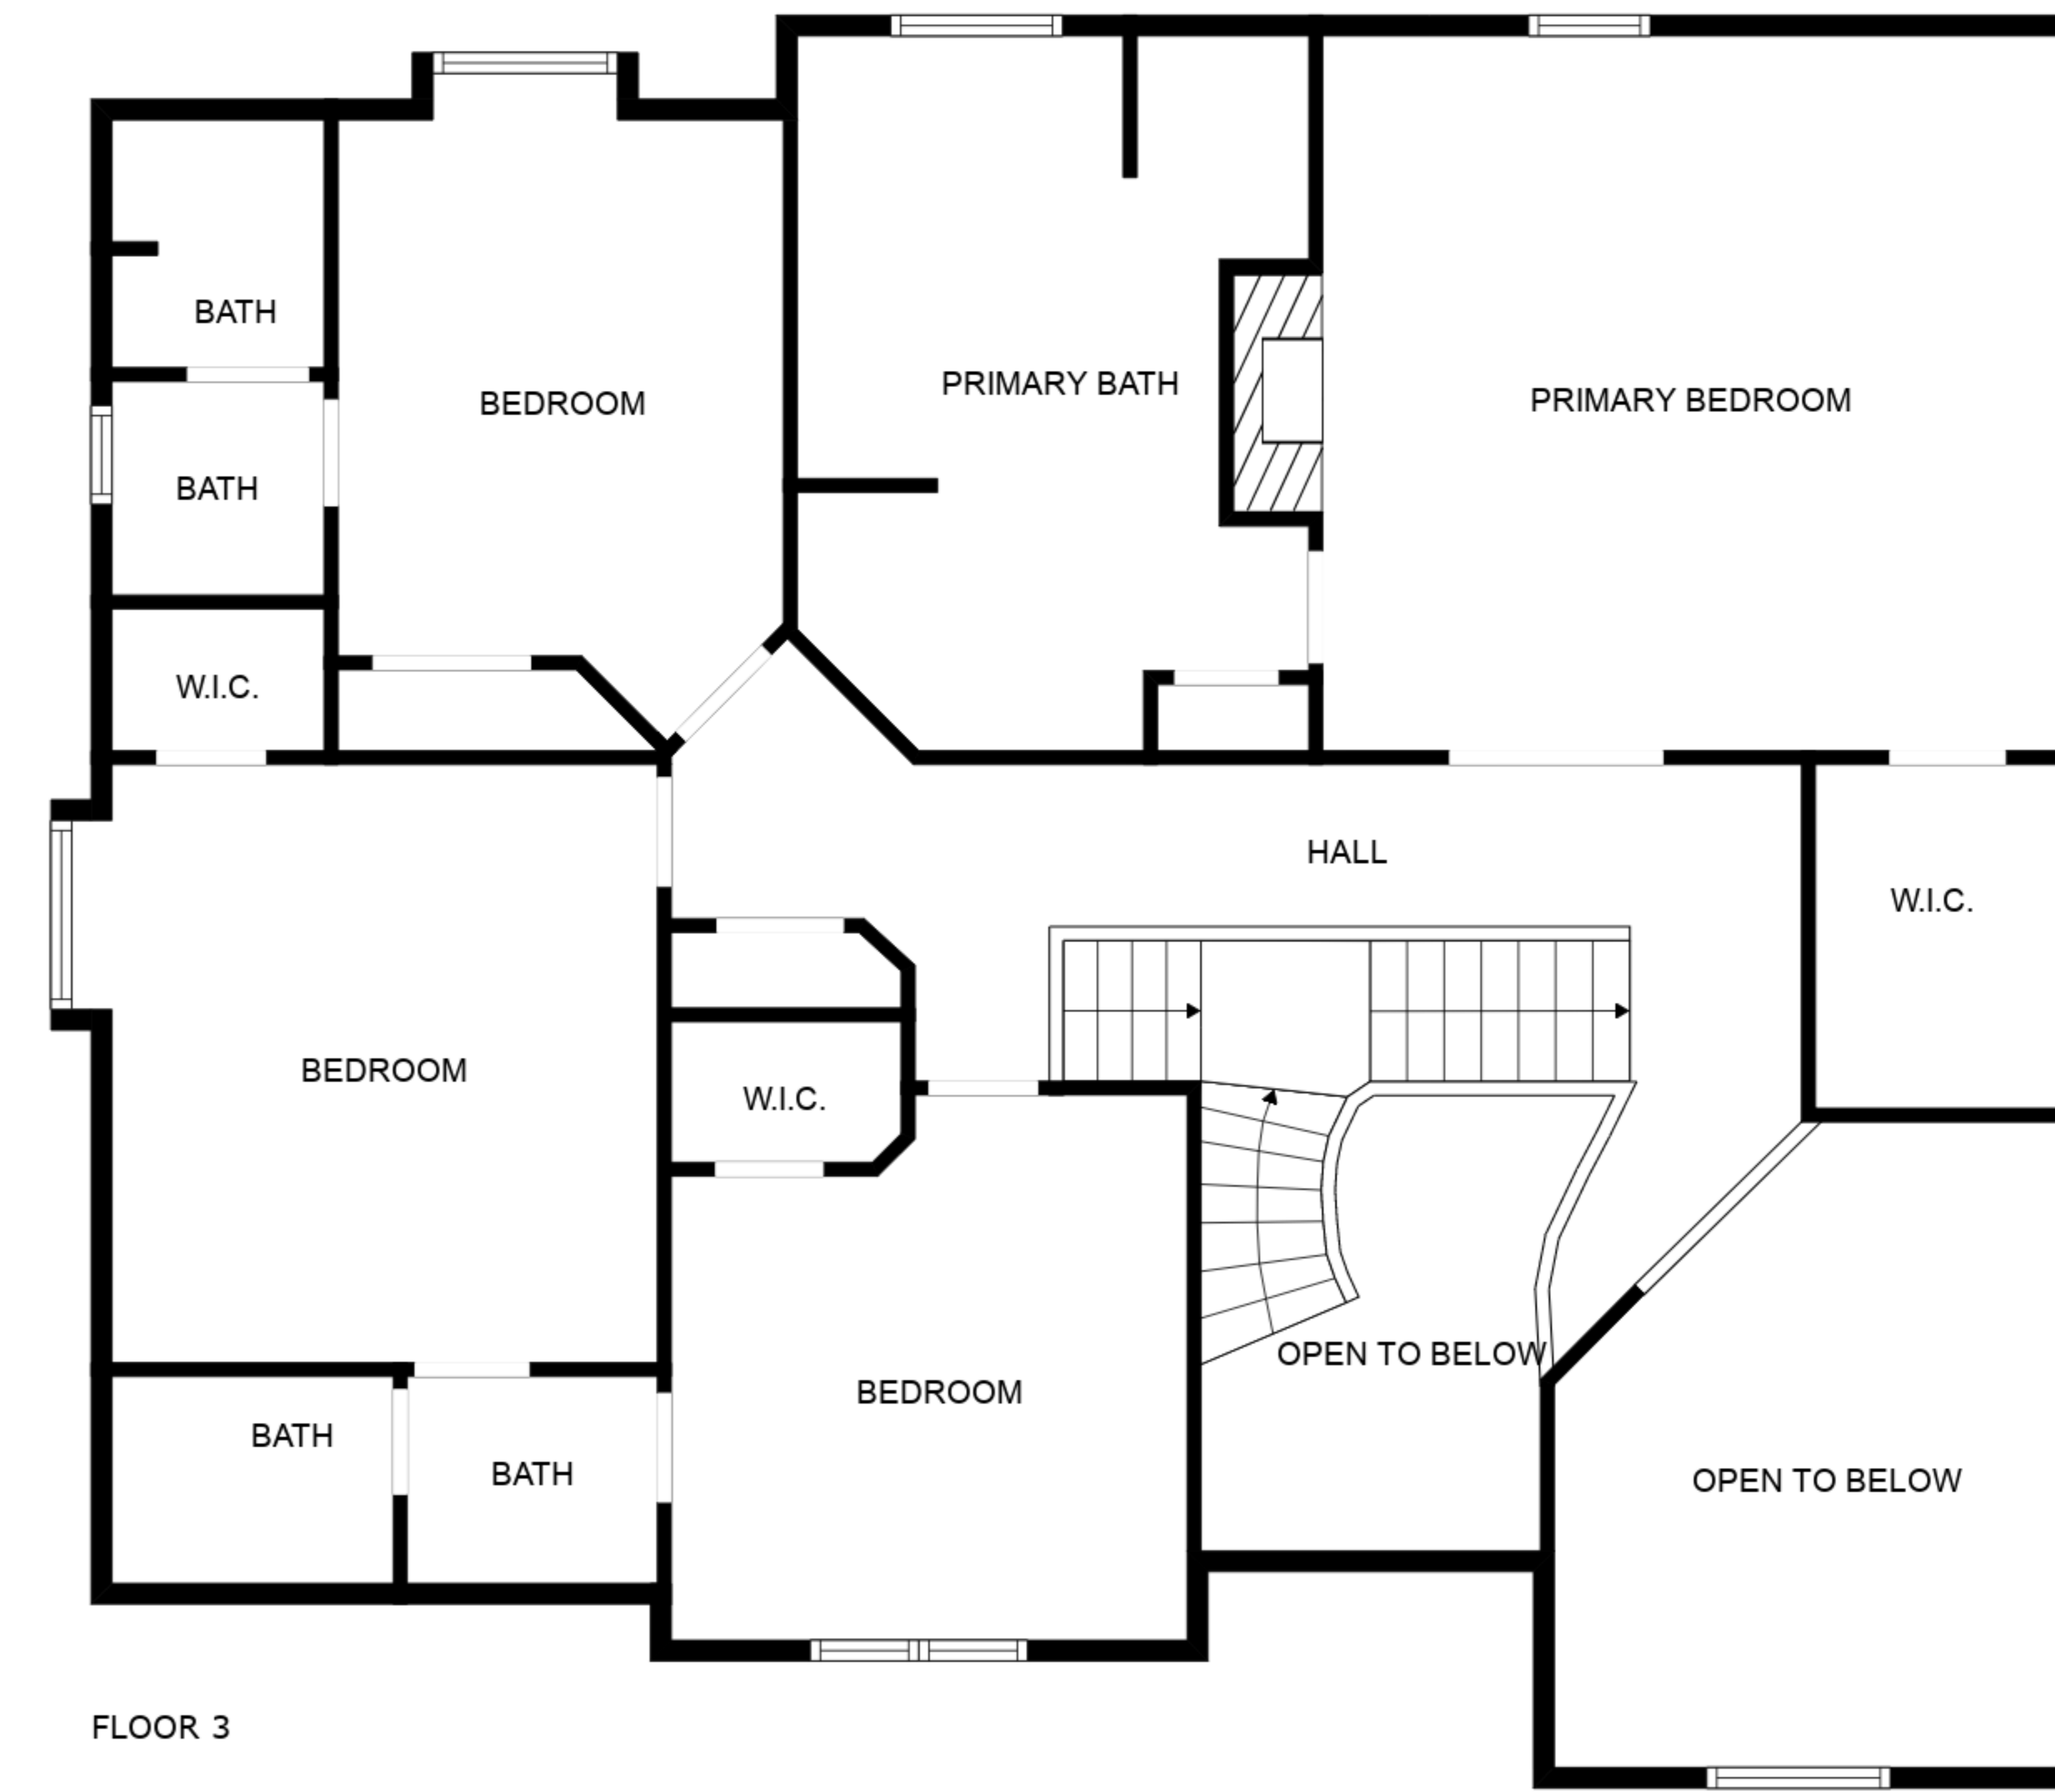 BATH
BEDROOM
PRIMARY BATH
PRIMARY BEDROOM
BATH
W.I.C.
HALL
W.I.C.
BEDROOM
W.I.C.
OPEN TO BELOW
BEDROOM
BATH
BATH
OPEN TO BELOW
FLOOR 3